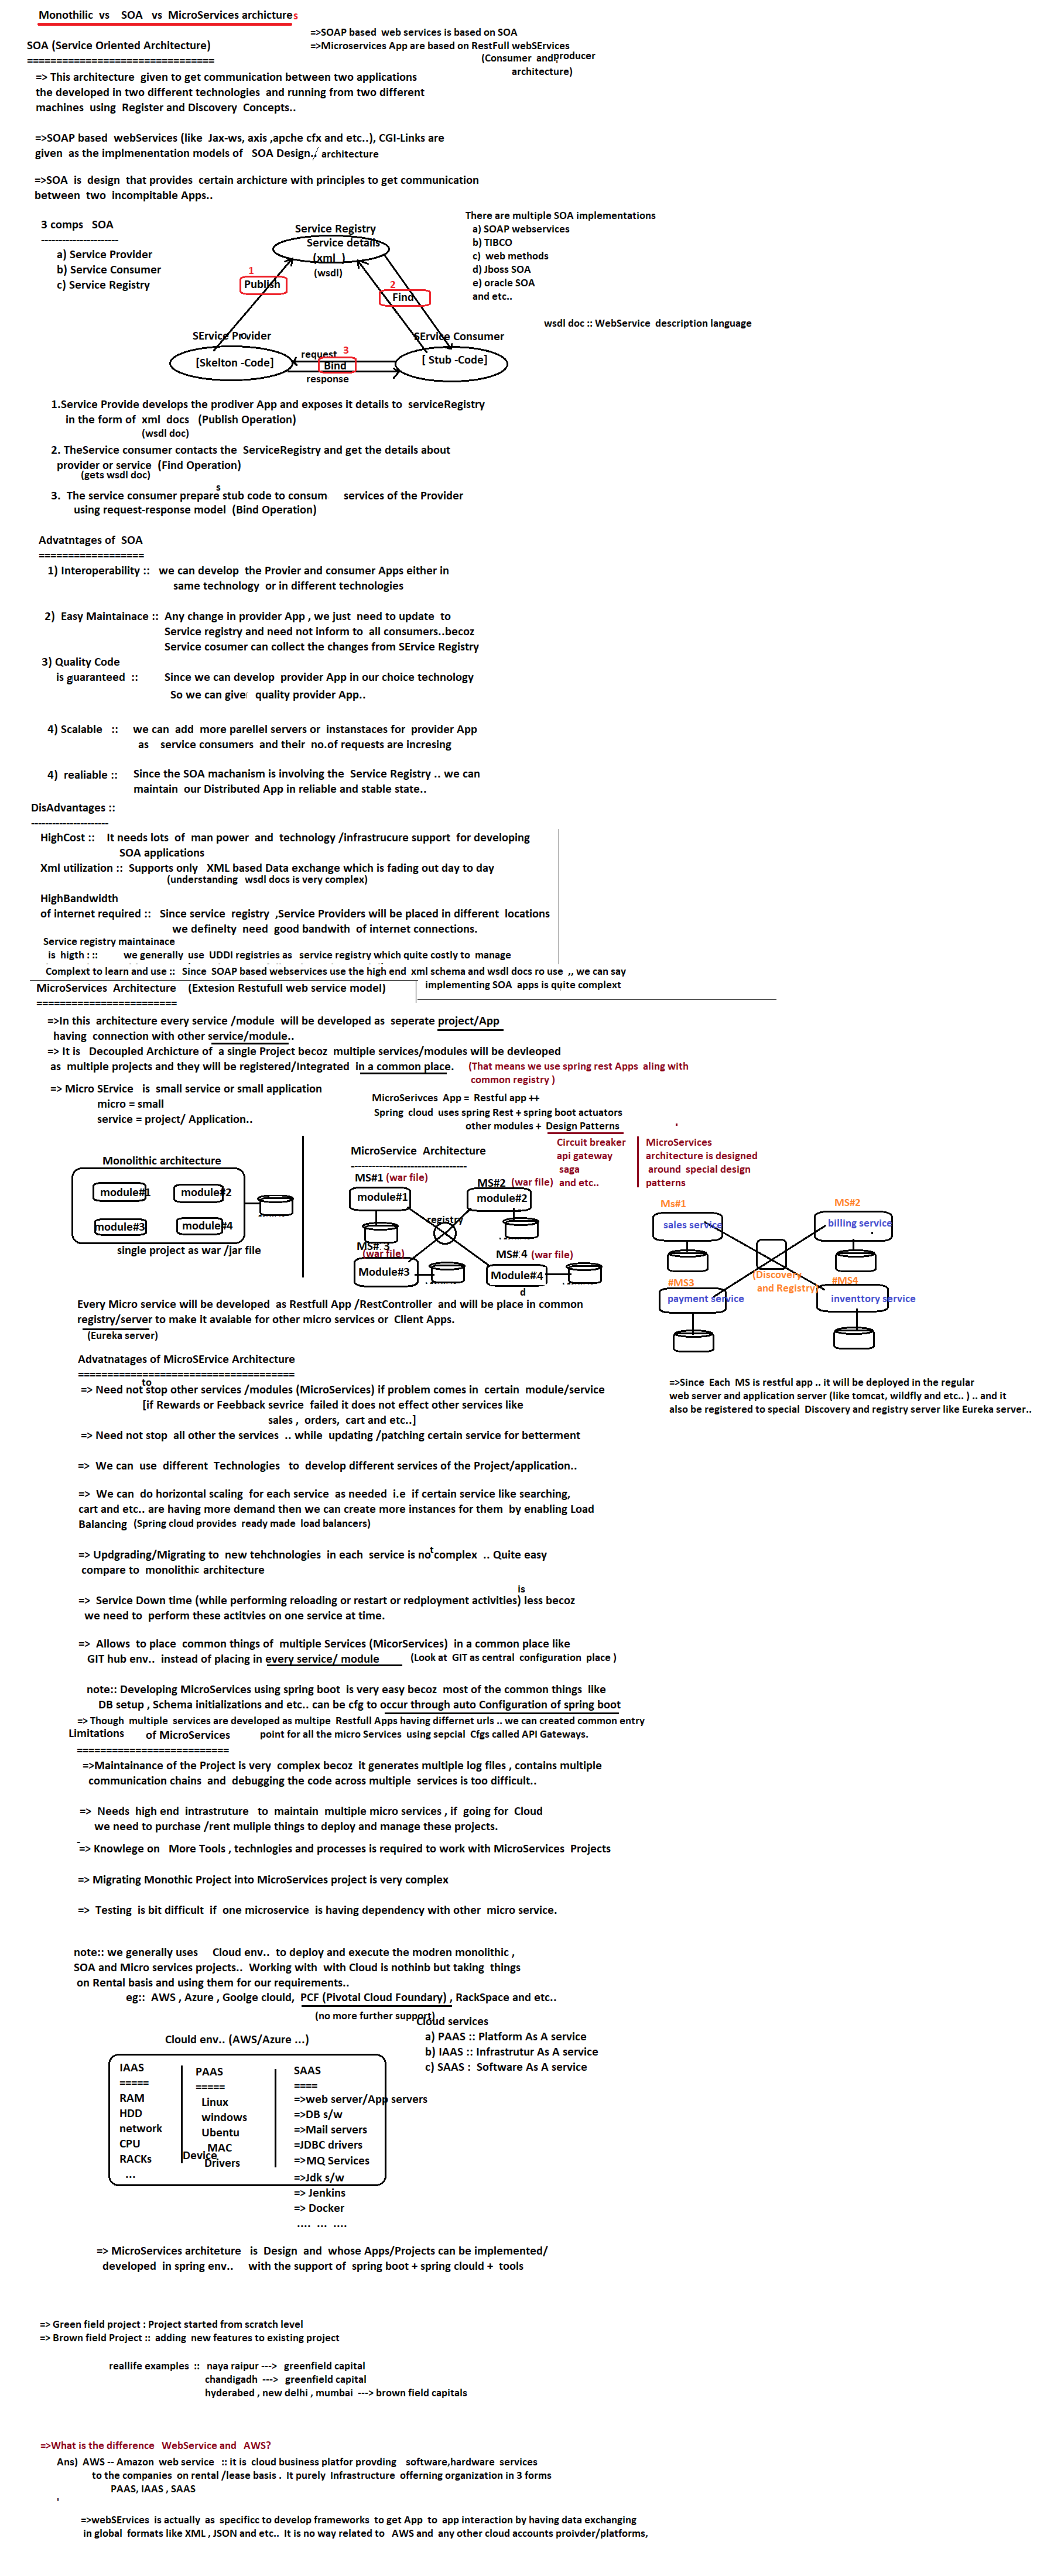 Monothilic vs SOA vs MicroServices archictures
=>SOAP based web services is based on SOA
=>Microservices App are based on RestFull webSErvices
(Consumer and producer
architecture)
SOA (Service Oriented Architecture)
================================
=> This architecture given to get communication between two applications
the developed in two different technologies and running from two different
machines using Register and Discovery Concepts..
=>SOAP based webServices (like Jax-ws, axis ,apche cfx and etc..), CGI-Links are
given as the implmenentation models of SOA Design../ architecture
=>SOA is design that provides certain archicture with principles to get communication
between two incompitable Apps..
3 comps SOA
----------------------
a) Service Provider
b) Service Consumer
c) Service Registry
Service Registry
Service details
(xml )
(wsdl)
1
Publish
2
Find
SErvice Provider
[Skelton -Code]
SErvice Consumer
[ Stub -Code]
request 3
Bind
response
There are multiple SOA implementations
a) SOAP webservices
b) TIBCO
c) web methods
d) Jboss SOA
e) oracle SOA
and etc..
wsdl doc :: WebService description language
1.Service Provide develops the prodiver App and exposes it details to serviceRegistry
in the form of xml docs (Publish Operation)
(wsdl doc)
2. TheService consumer contacts the ServiceRegistry and get the details about
provider or service (Find Operation)
(gets wsdl doc)
3. The service consumer prepares stub code to consum services of the Provider
using request-response model (Bind Operation)
Advatntages of SOA
==================
1) Interoperability :: we can develop the Provier and consumer Apps either in
same technology or in different technologies
2) Easy Maintainace :: Any change in provider App , we just need to update to
Service registry and need not inform to all consumers..becoz
Service cosumer can collect the changes from SErvice Registry
3) Quality Code
is guaranteed :: Since we can develop provider App in our choice technology
So we can give quality provider App..
4) Scalable :: we can add more parellel servers or instanstaces for provider App
as service consumers and their no.of requests are incresing
4) realiable :: Since the SOA machanism is involving the Service Registry .. we can
maintain our Distributed App in reliable and stable state..
DisAdvantages ::
----------------------
HighCost :: It needs lots of man power and technology /infrastrucure support for developing
SOA applications
Xml utilization :: Supports only XML based Data exchange which is fading out day to day
(understanding wsdl docs is very complex)
HighBandwidth
of internet required :: Since service registry ,Service Providers will be placed in different locations
we definelty need good bandwith of internet connections.
Service registry maintainace
is higth : :: we generally use UDDI registries as service registry which quite costly to manage
Complext to learn and use :: Since SOAP based webservices use the high end xml schema and wsdl docs ro use ,, we can say
implementing SOA apps is quite complext
MicroServices Architecture (Extesion Restufull web service model)
========================
=>In this architecture every service /module will be developed as seperate project/App
having connection with other service/module..
=> It is Decoupled Archicture of a single Project becoz multiple services/modules will be devleoped
as multiple projects and they will be registered/Integrated in a common place. (That means we use spring rest Apps aling with
common registry )
=> Micro SErvice is small service or small application
micro = small
service = project/ Application..
MicroSerivces App = Restful app ++
Spring cloud uses spring Rest + spring boot actuators
other modules + Design Patterns
Circuit breaker
api gateway
saga
and etc..
MicroServices
architecture is designed
around special design
patterns
Monolithic architecture
module#1
module#2
module#3
module#4
single project as war /jar file
MicroService Architecture
------------------------------
MS#1 (war file)
module#1
MS#2 (war file)
module#2
registry
MS#. 3
(war file)
Module#3
MS#.4 (war file)
Module#4
d
Ms#1
sales service
MS#2
billing service
(Discovery
and Registry)
#MS3
payment service
#MS4
inventtory service
Every Micro service will be developed as Restfull App /RestController and will be place in common
registry/server to make it avaiable for other micro services or Client Apps.
(Eureka server)
Advatnatages of MicroSErvice Architecture
=====================================
=> Need not to stop other services /modules (MicroServices) if problem comes in certain module/service
[if Rewards or Feebback sevrice failed it does not effect other services like
sales , orders, cart and etc..]
=> Need not stop all other the services .. while updating /patching certain service for betterment
=>Since Each MS is restful app .. it will be deployed in the regular
web server and application server (like tomcat, wildfly and etc.. ) .. and it
also be registered to special Discovery and registry server like Eureka server..
=> We can use different Technologies to develop different services of the Project/application..
=> We can do horizontal scaling for each service as needed i.e if certain service like searching,
cart and etc.. are having more demand then we can create more instances for them by enabling Load
Balancing (Spring cloud provides ready made load balancers)
=> Updgrading/Migrating to new tehchnologies in each service is not complex .. Quite easy
compare to monolithic architecture
=> Service Down time (while performing reloading or restart or redployment activities) is less becoz
we need to perform these actitvies on one service at time.
=> Allows to place common things of multiple Services (MicorServices) in a common place like
GIT hub env.. instead of placing in every service/ module (Look at GIT as central configuration place )
note:: Developing MicroServices using spring boot is very easy becoz most of the common things like
DB setup , Schema initializations and etc.. can be cfg to occur through auto Configuration of spring boot
=> Though multiple services are developed as multipe Restfull Apps having differnet urls .. we can created common entry
point for all the micro Services using sepcial Cfgs called API Gateways.
Limitations of MicroServices
==========================
=>Maintainance of the Project is very complex becoz it generates multiple log files , contains multiple
communication chains and debugging the code across multiple services is too difficult..
=> Needs high end intrastruture to maintain multiple micro services , if going for Cloud
we need to purchase /rent muliple things to deploy and manage these projects.
=> Knowlege on More Tools , technlogies and processes is required to work with MicroServices Projects
=> Migrating Monothic Project into MicroServices project is very complex
=> Testing is bit difficult if one microservice is having dependency with other micro service.
note:: we generally uses Cloud env.. to deploy and execute the modren monolithic ,
SOA and Micro services projects.. Working with with Cloud is nothinb but taking things
on Rental basis and using them for our requirements..
eg:: AWS , Azure , Goolge clould, PCF (Pivotal Cloud Foundary) , RackSpace and etc..
(no more further support)
Cloud services
a) PAAS :: Platform As A service
b) IAAS :: Infrastrutur As A service
c) SAAS : Software As A service
Clould env.. (AWS/Azure ...)
IAAS
=====
RAM
HDD
network
CPU
RACKs
...
PAAS
=====
Linux
windows
Ubentu
MAC
Device
Drivers
SAAS
====
=>web server/App servers
=>DB s/w
=>Mail servers
=JDBC drivers
=>MQ Services
=>Jdk s/w
=> Jenkins
=> Docker
.... ... ....
=> MicroServices architeture is Design and whose Apps/Projects can be implemented/
developed in spring env.. with the support of spring boot + spring clould + tools
=> Green field project : Project started from scratch level
=> Brown field Project :: adding new features to existing project
reallife examples :: naya raipur ---> greenfield capital
chandigadh ---> greenfield capital
hyderabed , new delhi , mumbai ---> brown field capitals
=>What is the difference WebService and AWS?
Ans) AWS -- Amazon web service :: it is cloud business platfor provding software,hardware services
to the companies on rental /lease basis . It purely Infrastructure offerning organization in 3 forms
PAAS, IAAS , SAAS
=>webSErvices is actually as specificc to develop frameworks to get App to app interaction by having data exchanging
in global formats like XML , JSON and etc.. It is no way related to AWS and any other cloud accounts proivder/platforms,